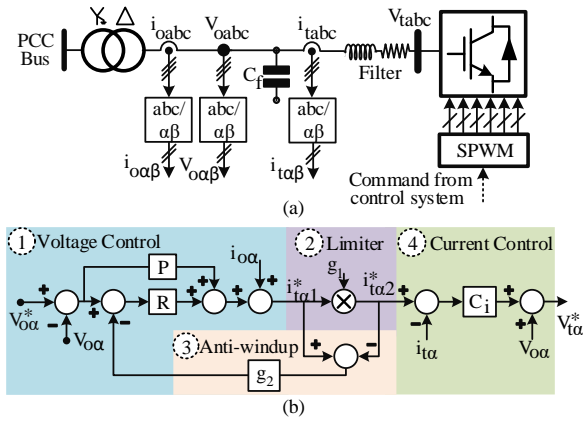 PCC
Bus
Y Δ
i_oabc
V_oabc
i_tabc
V_tabc
C_f
Filter
abc/
αβ
abc/
αβ
abc/
αβ
i_oαβ
V_oαβ
i_tαβ
SPWM
Command from
control system
(a)
1 Voltage Control
2 Limiter
4 Current Control
P
i_oα
g_1
V*_oα
R
i*_tα1
i*_tα2
C_i
V*_tα
V_oα
3 Anti-windup
i_tα
V_oα
g_2
(b)